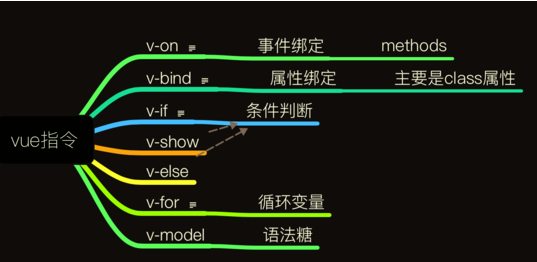 vue指令
v-on 事件绑定 methods
v-bind 属性绑定 主要是class属性
v-if 条件判断
v-show
v-else
v-for 循环变量
v-model 语法糖